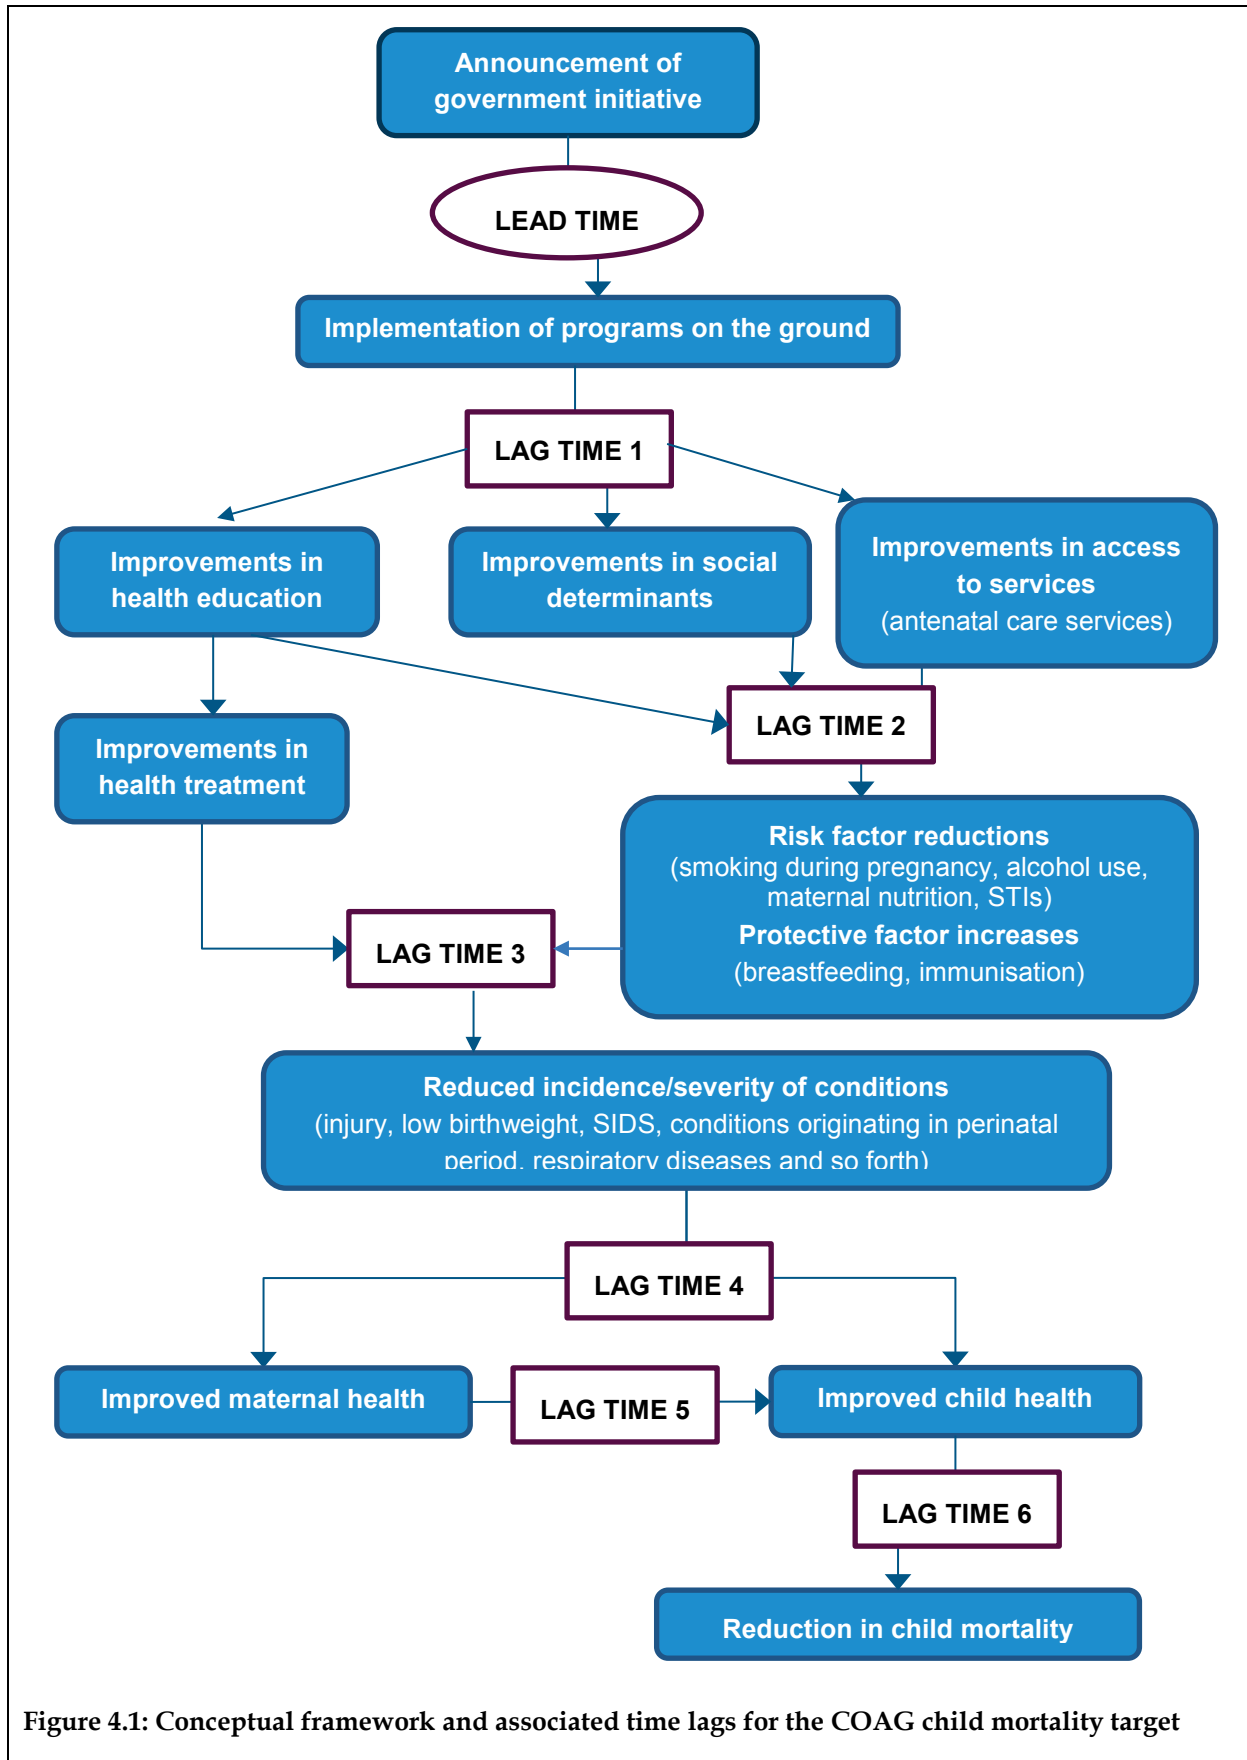 Announcement of
government initiative
LEAD TIME
Implementation of programs on the ground
LAG TIME 1
Improvements in
health education
Improvements in social
determinants
Improvements in access
to services
(antenatal care services)
LAG TIME 2
Improvements in
health treatment
Risk factor reductions
(smoking during pregnancy, alcohol use,
maternal nutrition, STIs)
Protective factor increases
(breastfeeding, immunisation)
LAG TIME 3
Reduced incidence/severity of conditions
(injury, low birthweight, SIDS, conditions originating in perinatal
period, respiratory diseases and so forth)
LAG TIME 4
Improved maternal health
LAG TIME 5
Improved child health
LAG TIME 6
Reduction in child mortality
Figure 4.1: Conceptual framework and associated time lags for the COAG child mortality target